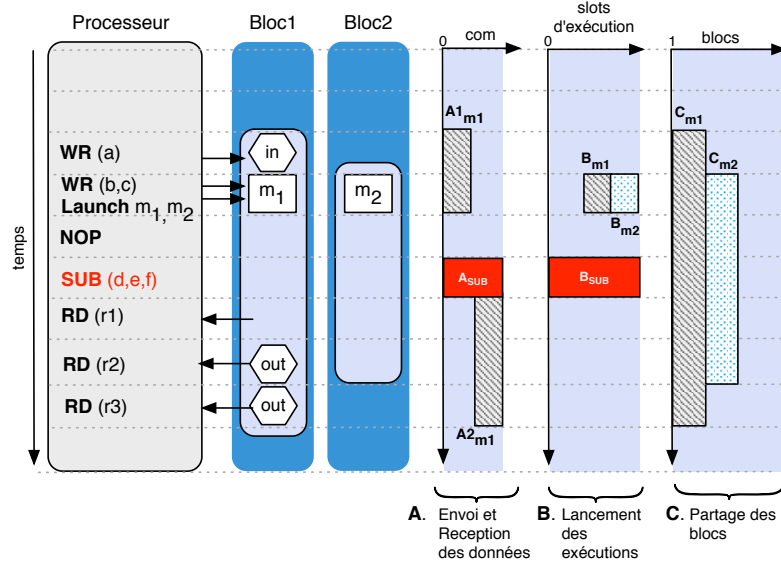 Processeur
Bloc1
Bloc2
slots
d'exécution
0
com
0
1
blocs
temps
WR (a)
in
A1m1
Cm1
WR (b,c)
Launch m1,m2
m1
m2
Bm1
Bm2
Cm2
NOP
SUB (d,e,f)
ASUB
BSUB
RD (r1)
RD (r2)
out
RD (r3)
out
A2m1
A. Envoi et
Reception
des données
B. Lancement
des
exécutions
C. Partage des
blocs